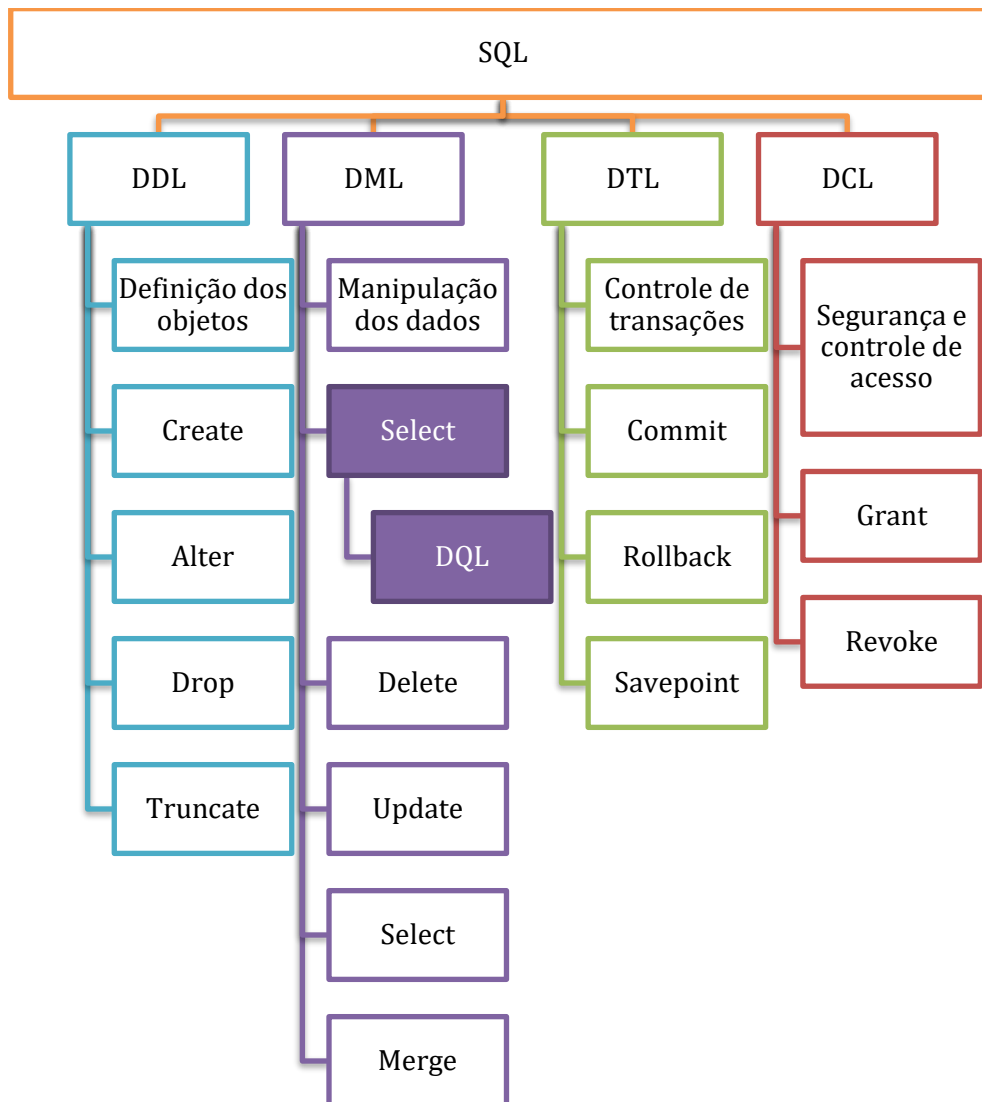 SQL
DDL
DML
DTL
DCL
Definição dos
objetos
Create
Alter
Drop
Truncate
Manipulação
dos dados
Select
DQL
Delete
Update
Select
Merge
Controle de
transações
Commit
Rollback
Savepoint
Segurança e
controle de
acesso
Grant
Revoke